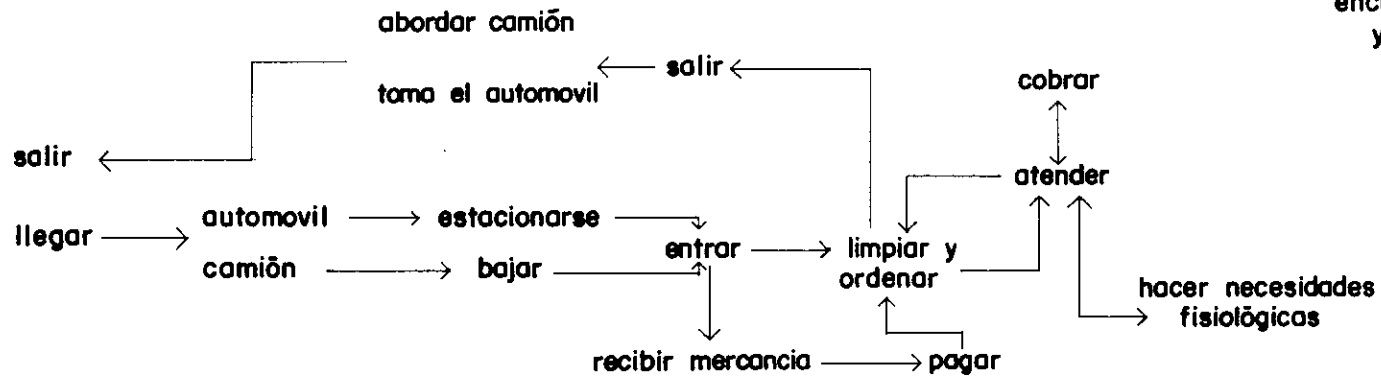 abordar camión
toma el automovil
salir
cobrar
salir
atender
llegar
automovil
estacionarse
camión
bajar
entrar
limpiar y
ordenar
hacer necesidades
fisiológicas
recibir mercancia
pagar